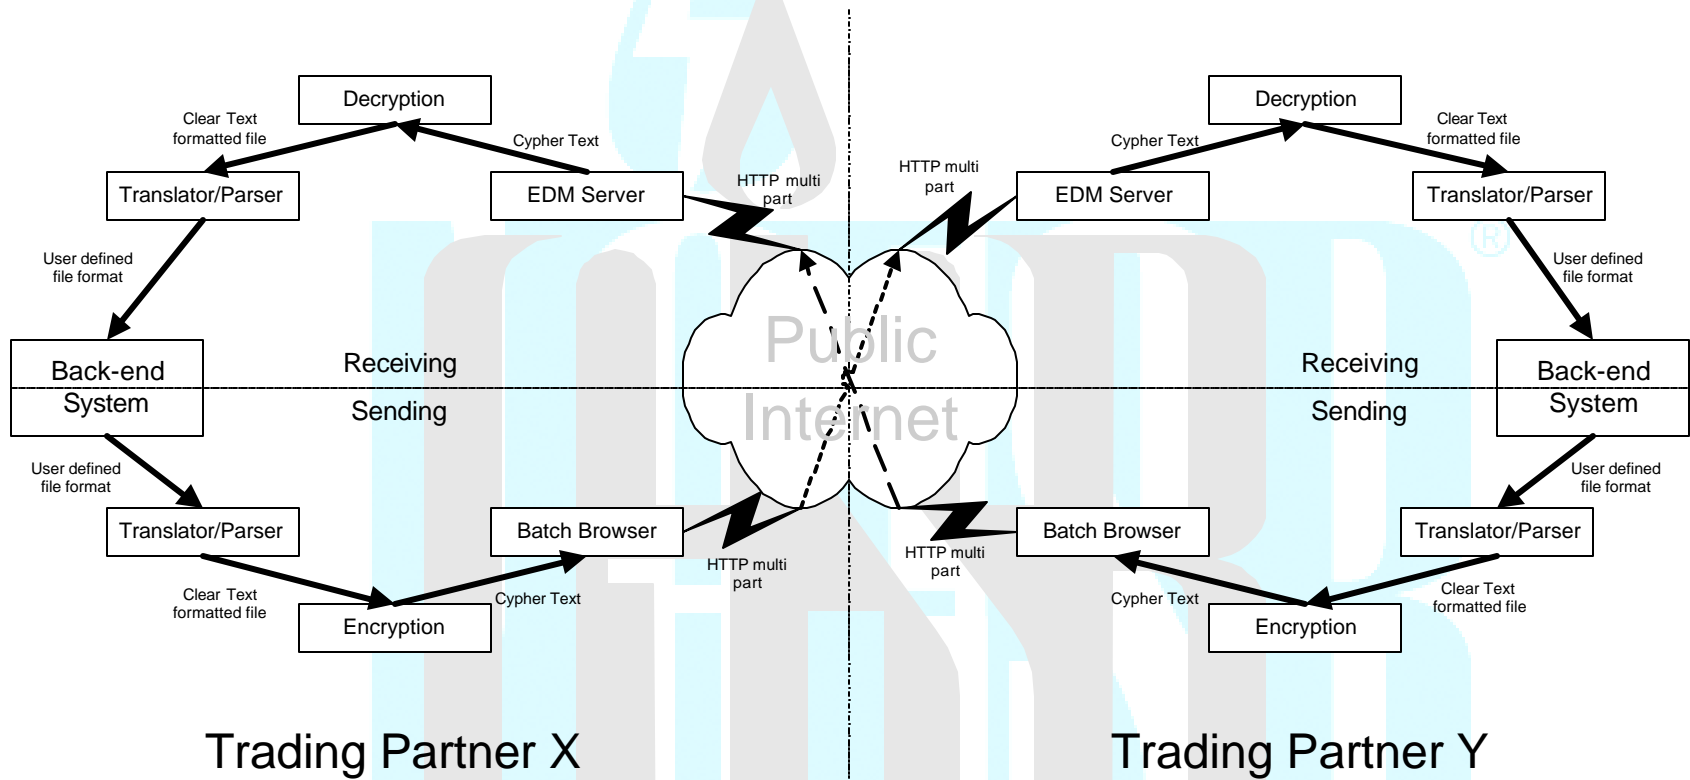 Decryption
Clear Text
formatted file
Cypher Text
Translator/Parser
EDM Server
HTTP multi
part
User defined
file format
Back-end
System
Receiving
Sending
User defined
file format
Translator/Parser
Batch Browser
HTTP multi
part
Clear Text
formatted file
Cypher Text
Encryption
Trading Partner X
Public
Internet
Decryption
Cypher Text
Clear Text
formatted file
HTTP multi
part
EDM Server
Translator/Parser
®
User defined
file format
Receiving
Sending
Back-end
System
User defined
file format
Batch Browser
Translator/Parser
HTTP multi
part
Cypher Text
Clear Text
formatted file
Encryption
Trading Partner Y